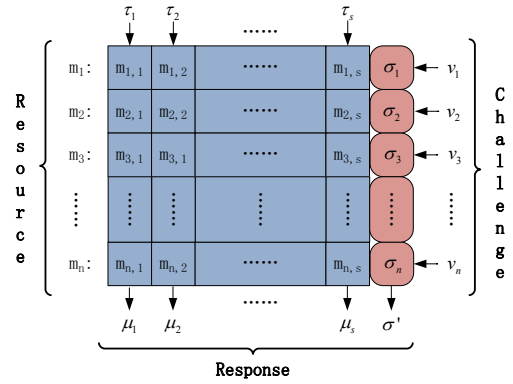 τ₁ τ₂ ...... τₛ
m₁: m₁,₁ m₁,₂ ...... m₁,ₛ σ₁ v₁
m₂: m₂,₁ m₂,₂ ...... m₂,ₛ σ₂ v₂
m₃: m₃,₁ m₃,₁ ...... m₃,ₛ σ₃ v₃
...... ...... ...... ...... ...... ...... ......
mₙ: mₙ,₁ mₙ,₂ ...... mₙ,ₛ σₙ vₙ
......
μ₁ μ₂ μₛ σ'
Resource
Challenge
Response